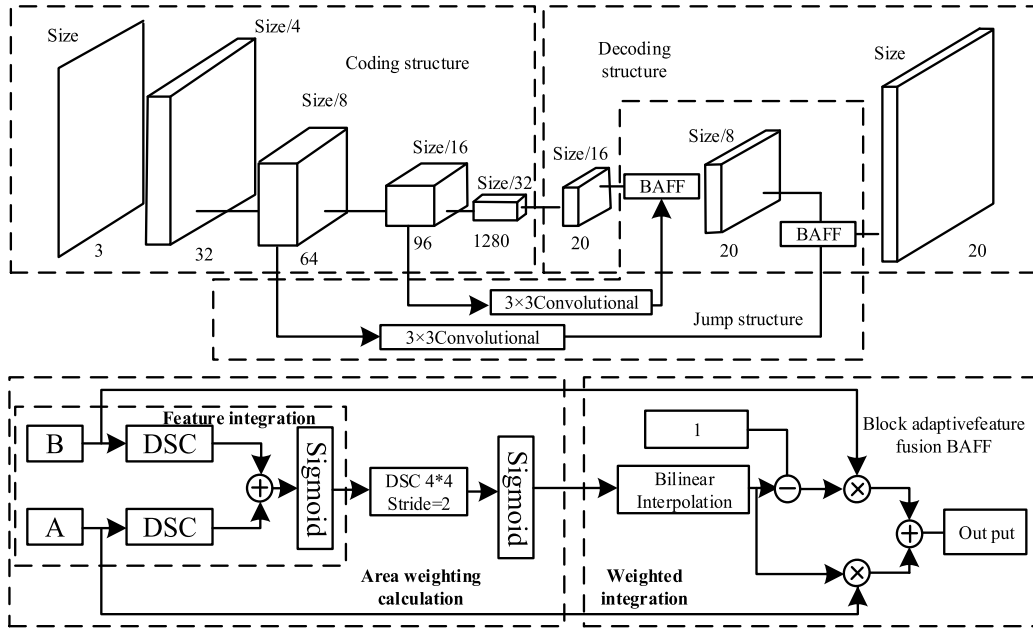 Size
Size/4
Coding structure
Size/8
Size/16
Size/32
3
32
64
96
1280
Decoding
structure
Size
Size/16
BAFF
Size/8
BAFF
20
20
20
3×3Convolutional
3×3Convolutional
Jump structure
Feature integration
B
DSC
A
DSC
Sigmoid
DSC 4*4
Stride=2
Sigmoid
Area weighting
calculation
1
Bilinear
Interpolation
Block adaptivefeature
fusion BAFF
Out put
Weighted
integration